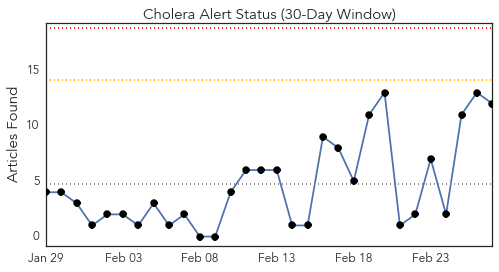 Cholera Alert Status (30-Day Window)
Articles Found
15
10
5
0
Jan 29 Feb 03 Feb 08 Feb 13 Feb 18 Feb 23